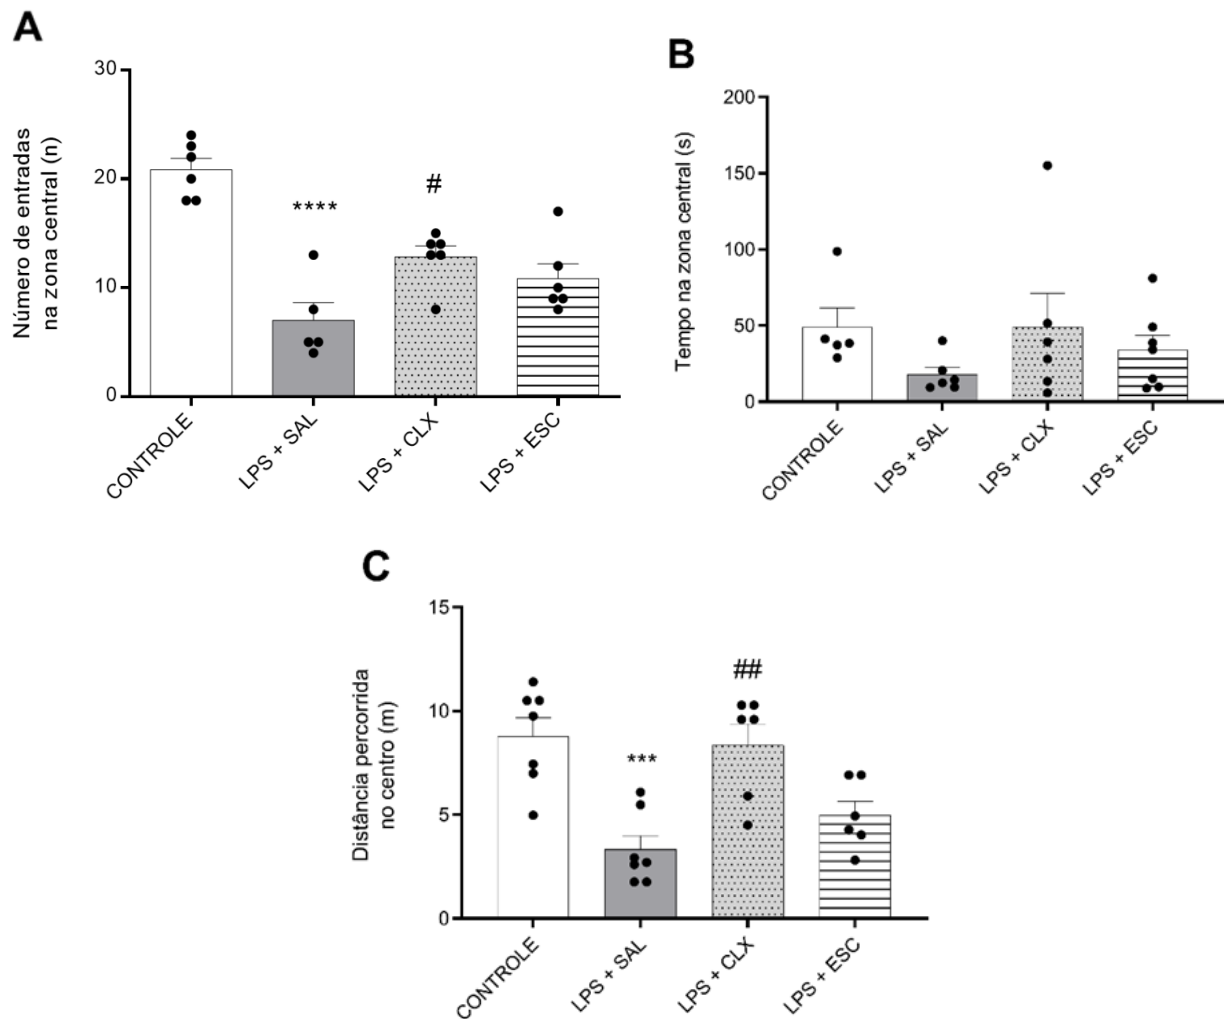 A
Número de entradas
na zona central (n)
30
20
10
0
****
#
CONTROLE
LPS + SAL
LPS + CLX
LPS + ESC
B
Tempo na zona central (s)
200
150
100
50
0
CONTROLE
LPS + SAL
LPS + CLX
LPS + ESC
C
Distância percorrida
no centro (m)
15
10
5
0
***
##
CONTROLE
LPS + SAL
LPS + CLX
LPS + ESC